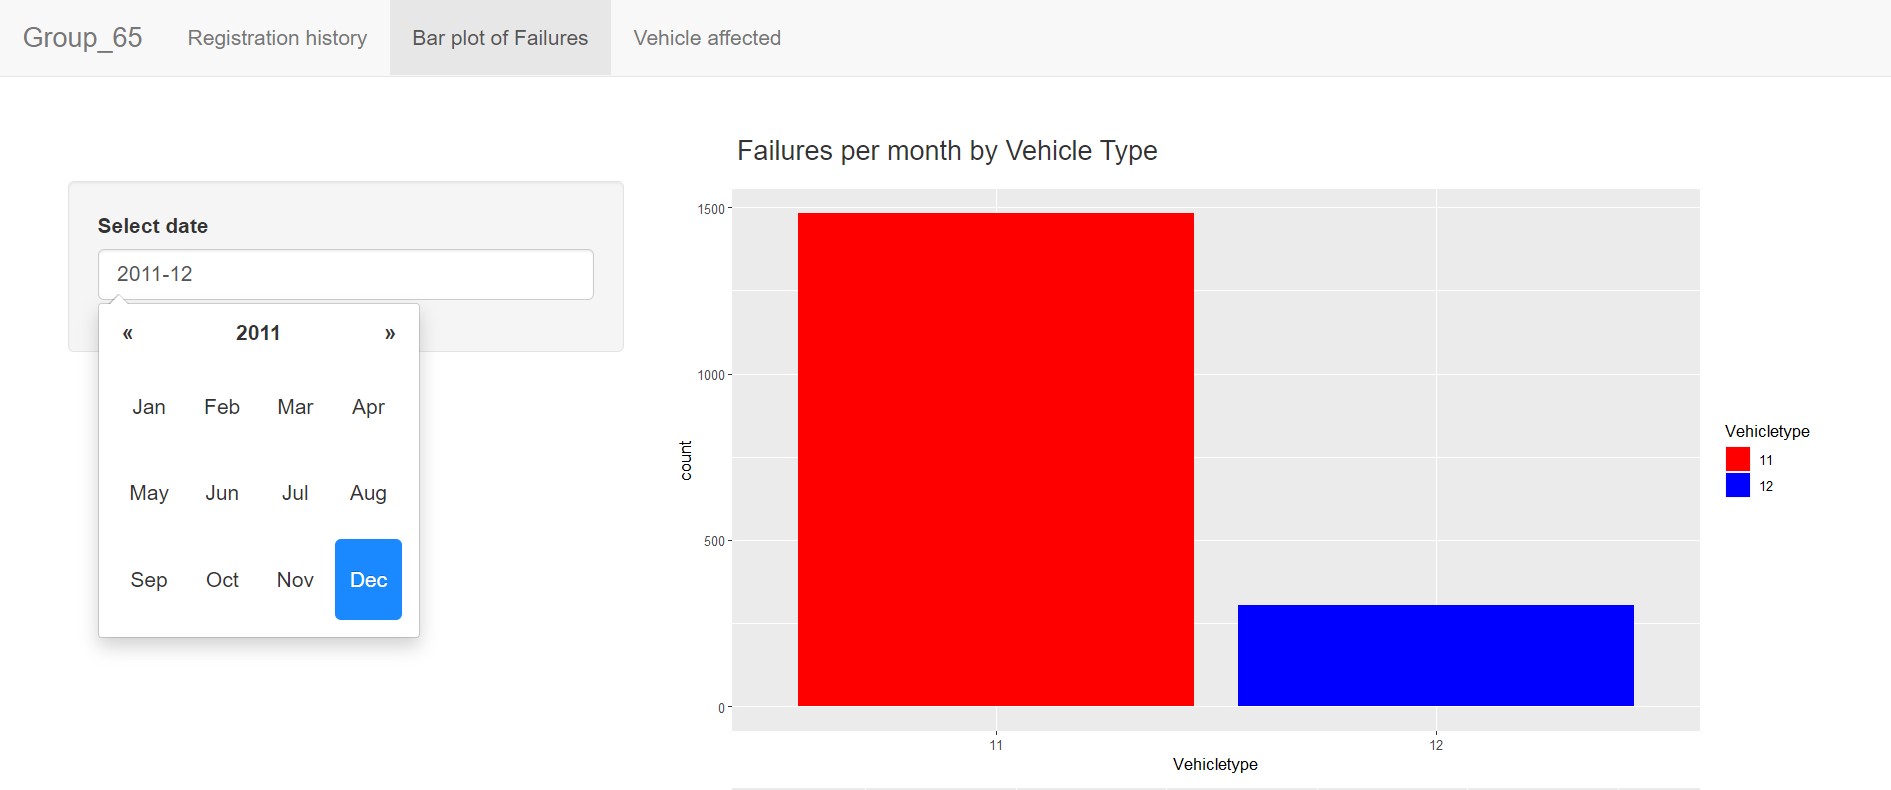 Group_65 Registration history Bar plot of Failures Vehicle affected
Select date
2011-12
« 2011 »
Jan Feb Mar Apr
May Jun Jul Aug
Sep Oct Nov Dec
Failures per month by Vehicle Type
1500
1000
500
0
count
11 12
Vehicletype
Vehicletype
11
12